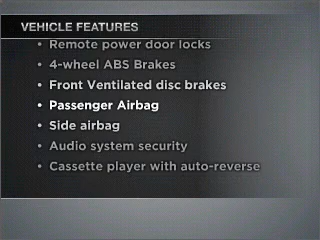 VEHICLE FEATURES
• Remote power door locks
• 4-wheel ABS Brakes
• Front Ventilated disc brakes
• Passenger Airbag
• Side airbag
• Audio system security
• Cassette player with auto-reverse